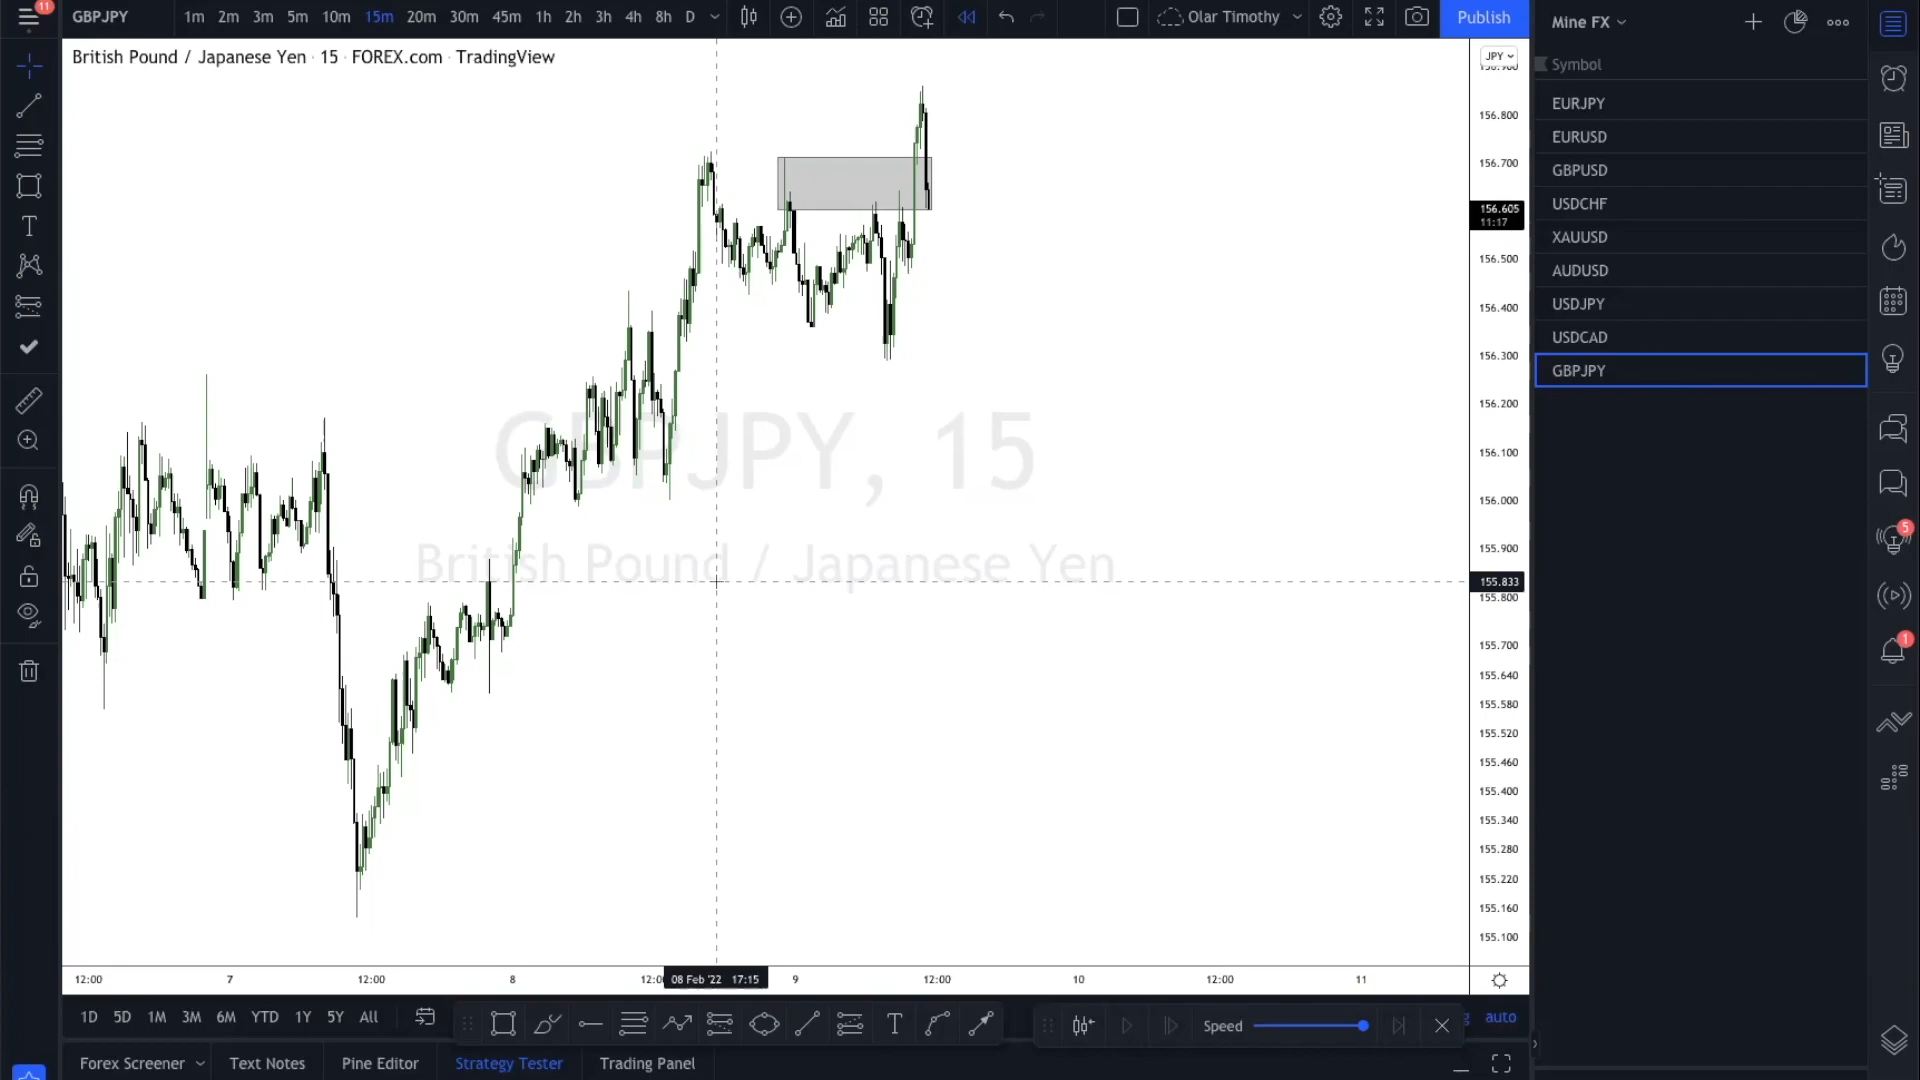 11
GBPJPY 1m 2m 3m 5m 10m 15m 20m 30m 45m 1h 2h 3h 4h 8h D Olar Timothy Publish Mine FX
British Pound / Japanese Yen · 15 · FOREX.com · TradingView
JPY
Symbol
EURJPY
EURUSD
GBPUSD
USDCHF
XAUUSD
AUDUSD
USDJPY
USDCAD
GBPJPY
156.800
156.700
156.605
11:17
156.500
156.400
156.300
156.200
156.100
156.000
155.900
155.833
155.800
155.700
155.640
155.580
155.520
155.460
155.400
155.340
155.280
155.220
155.160
155.100
GBPJPY, 15
British Pound / Japanese Yen
5
1
12:00 7 12:00 8 12:0 08 Feb '22 17:15 9 12:00 10 12:00 11
1D 5D 1M 3M 6M YTD 1Y 5Y All T Speed auto
Forex Screener Text Notes Pine Editor Strategy Tester Trading Panel